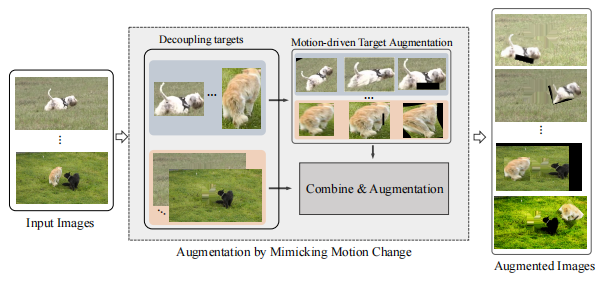 Decoupling targets
Motion-driven Target Augmentation
Combine & Augmentation
Input Images
Augmentation by Mimicking Motion Change
Augmented Images